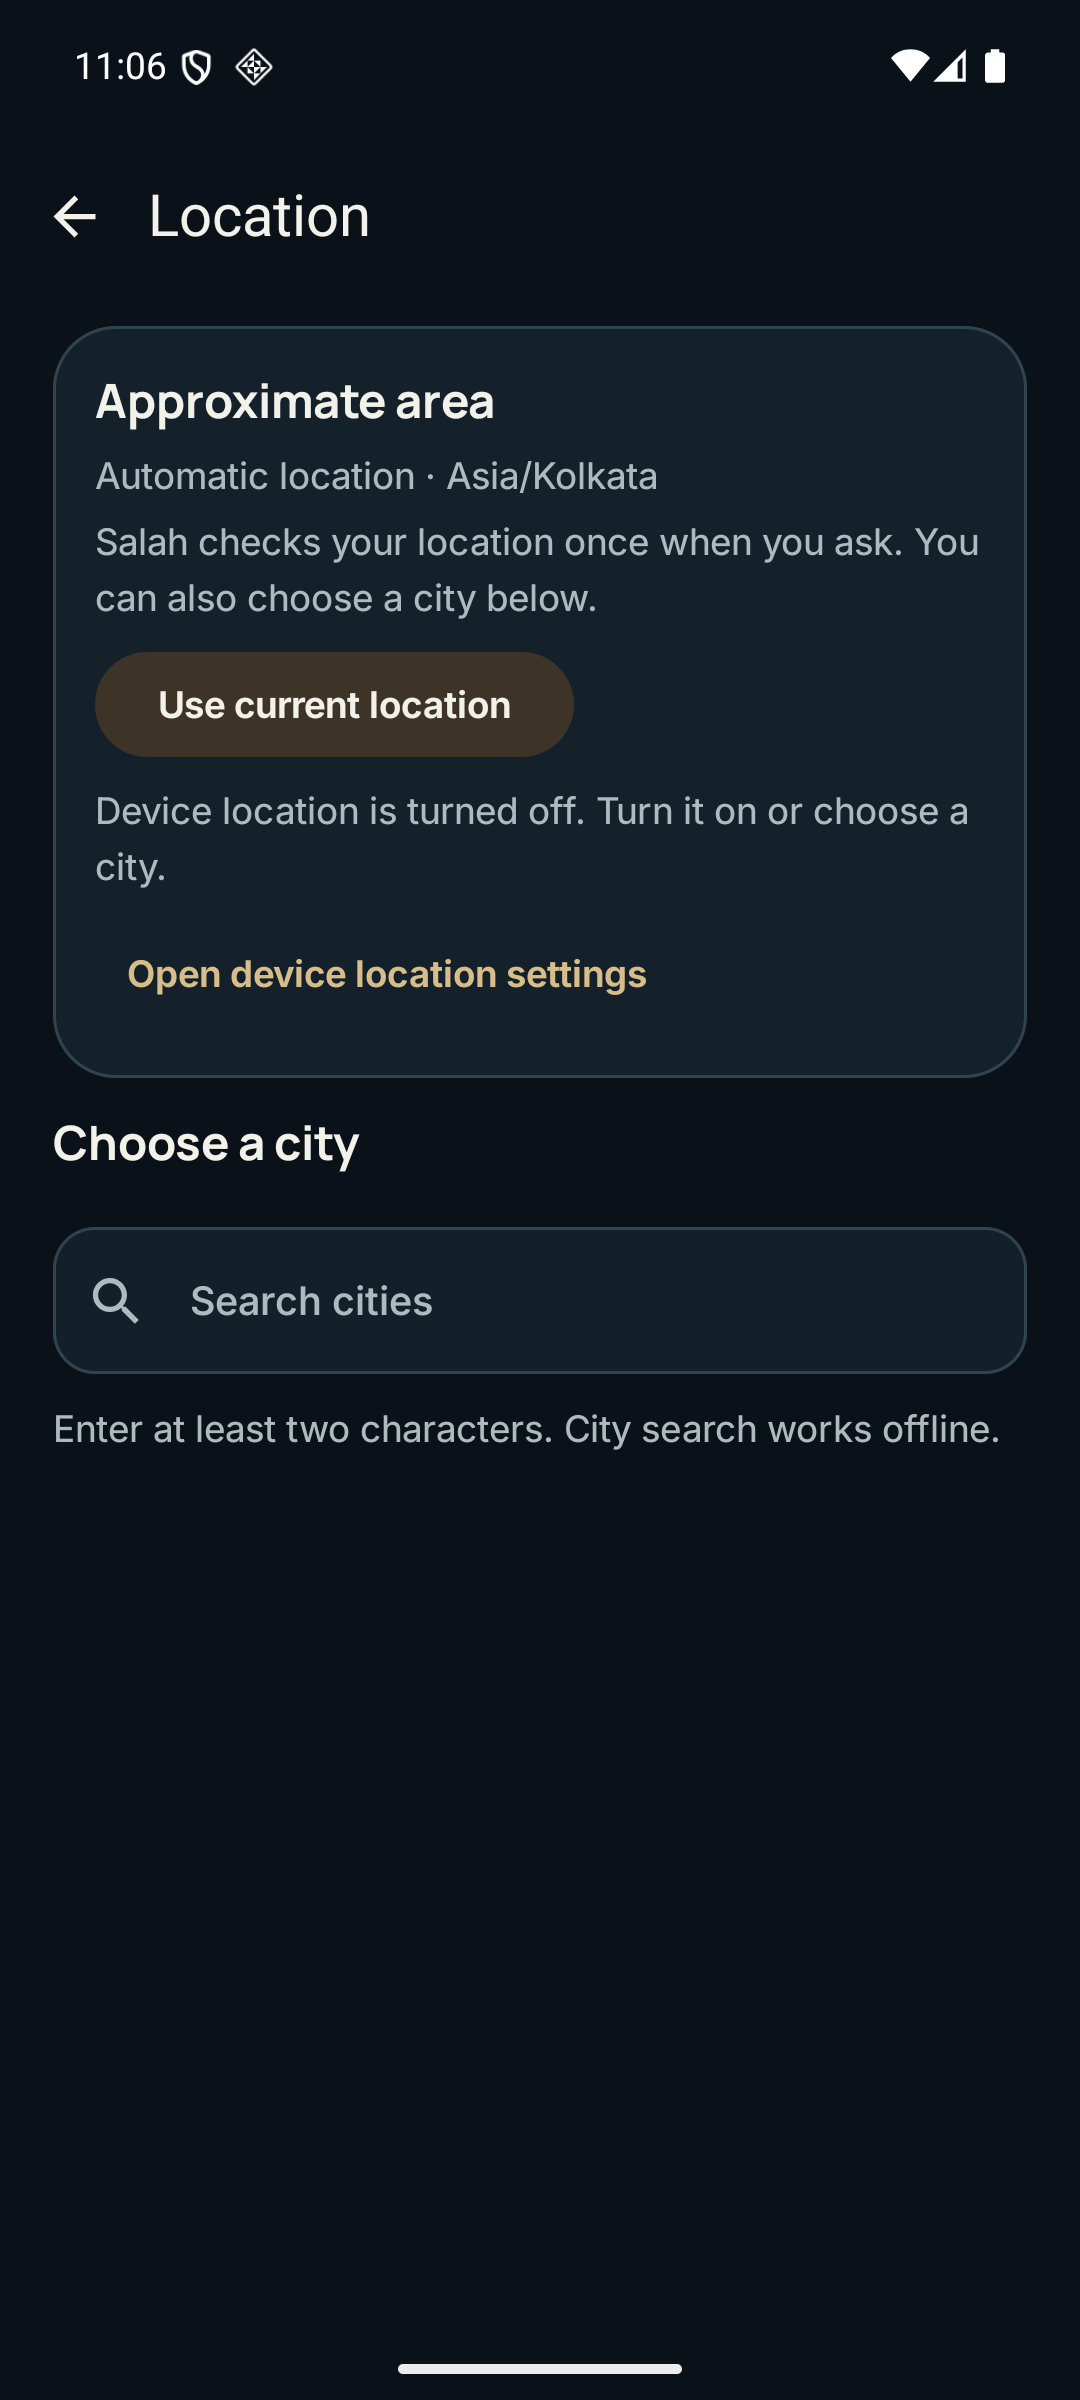 11:06
Location
Approximate area
Automatic location · Asia/Kolkata
Salah checks your location once when you ask. You
can also choose a city below.
Use current location
Device location is turned off. Turn it on or choose a
city.
Open device location settings
Choose a city
Search cities
Enter at least two characters. City search works offline.